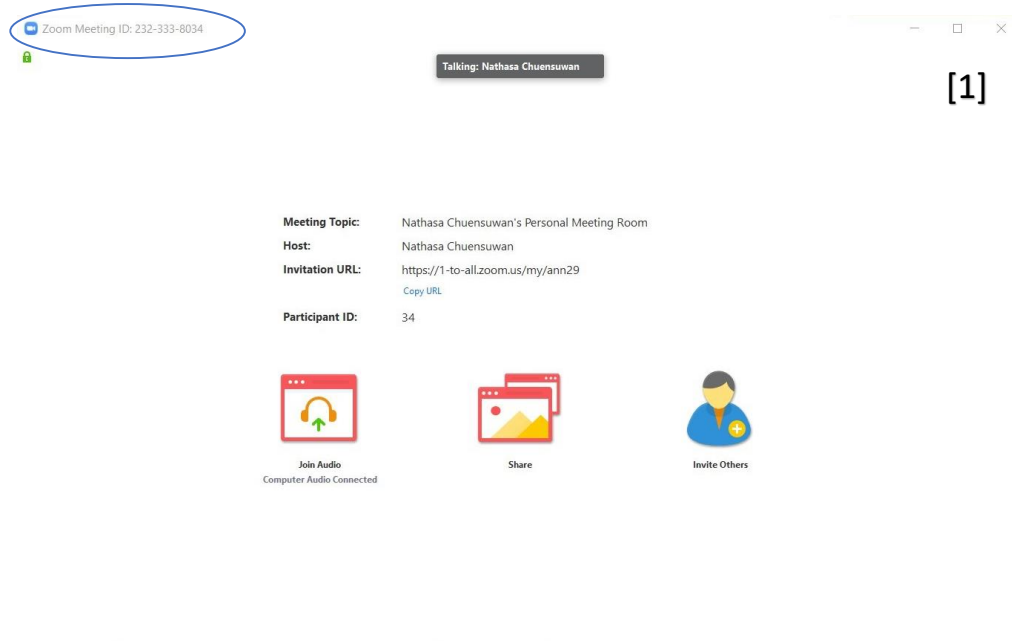 Zoom Meeting ID: 232-333-8034
Talking: Nathasa Chuensuwan
[1]
Meeting Topic: Nathasa Chuensuwan's Personal Meeting Room
Host: Nathasa Chuensuwan
Invitation URL: https://1-to-all.zoom.us/my/ann29
Copy URL
Participant ID: 34
Join Audio Share Invite Others
Computer Audio Connected